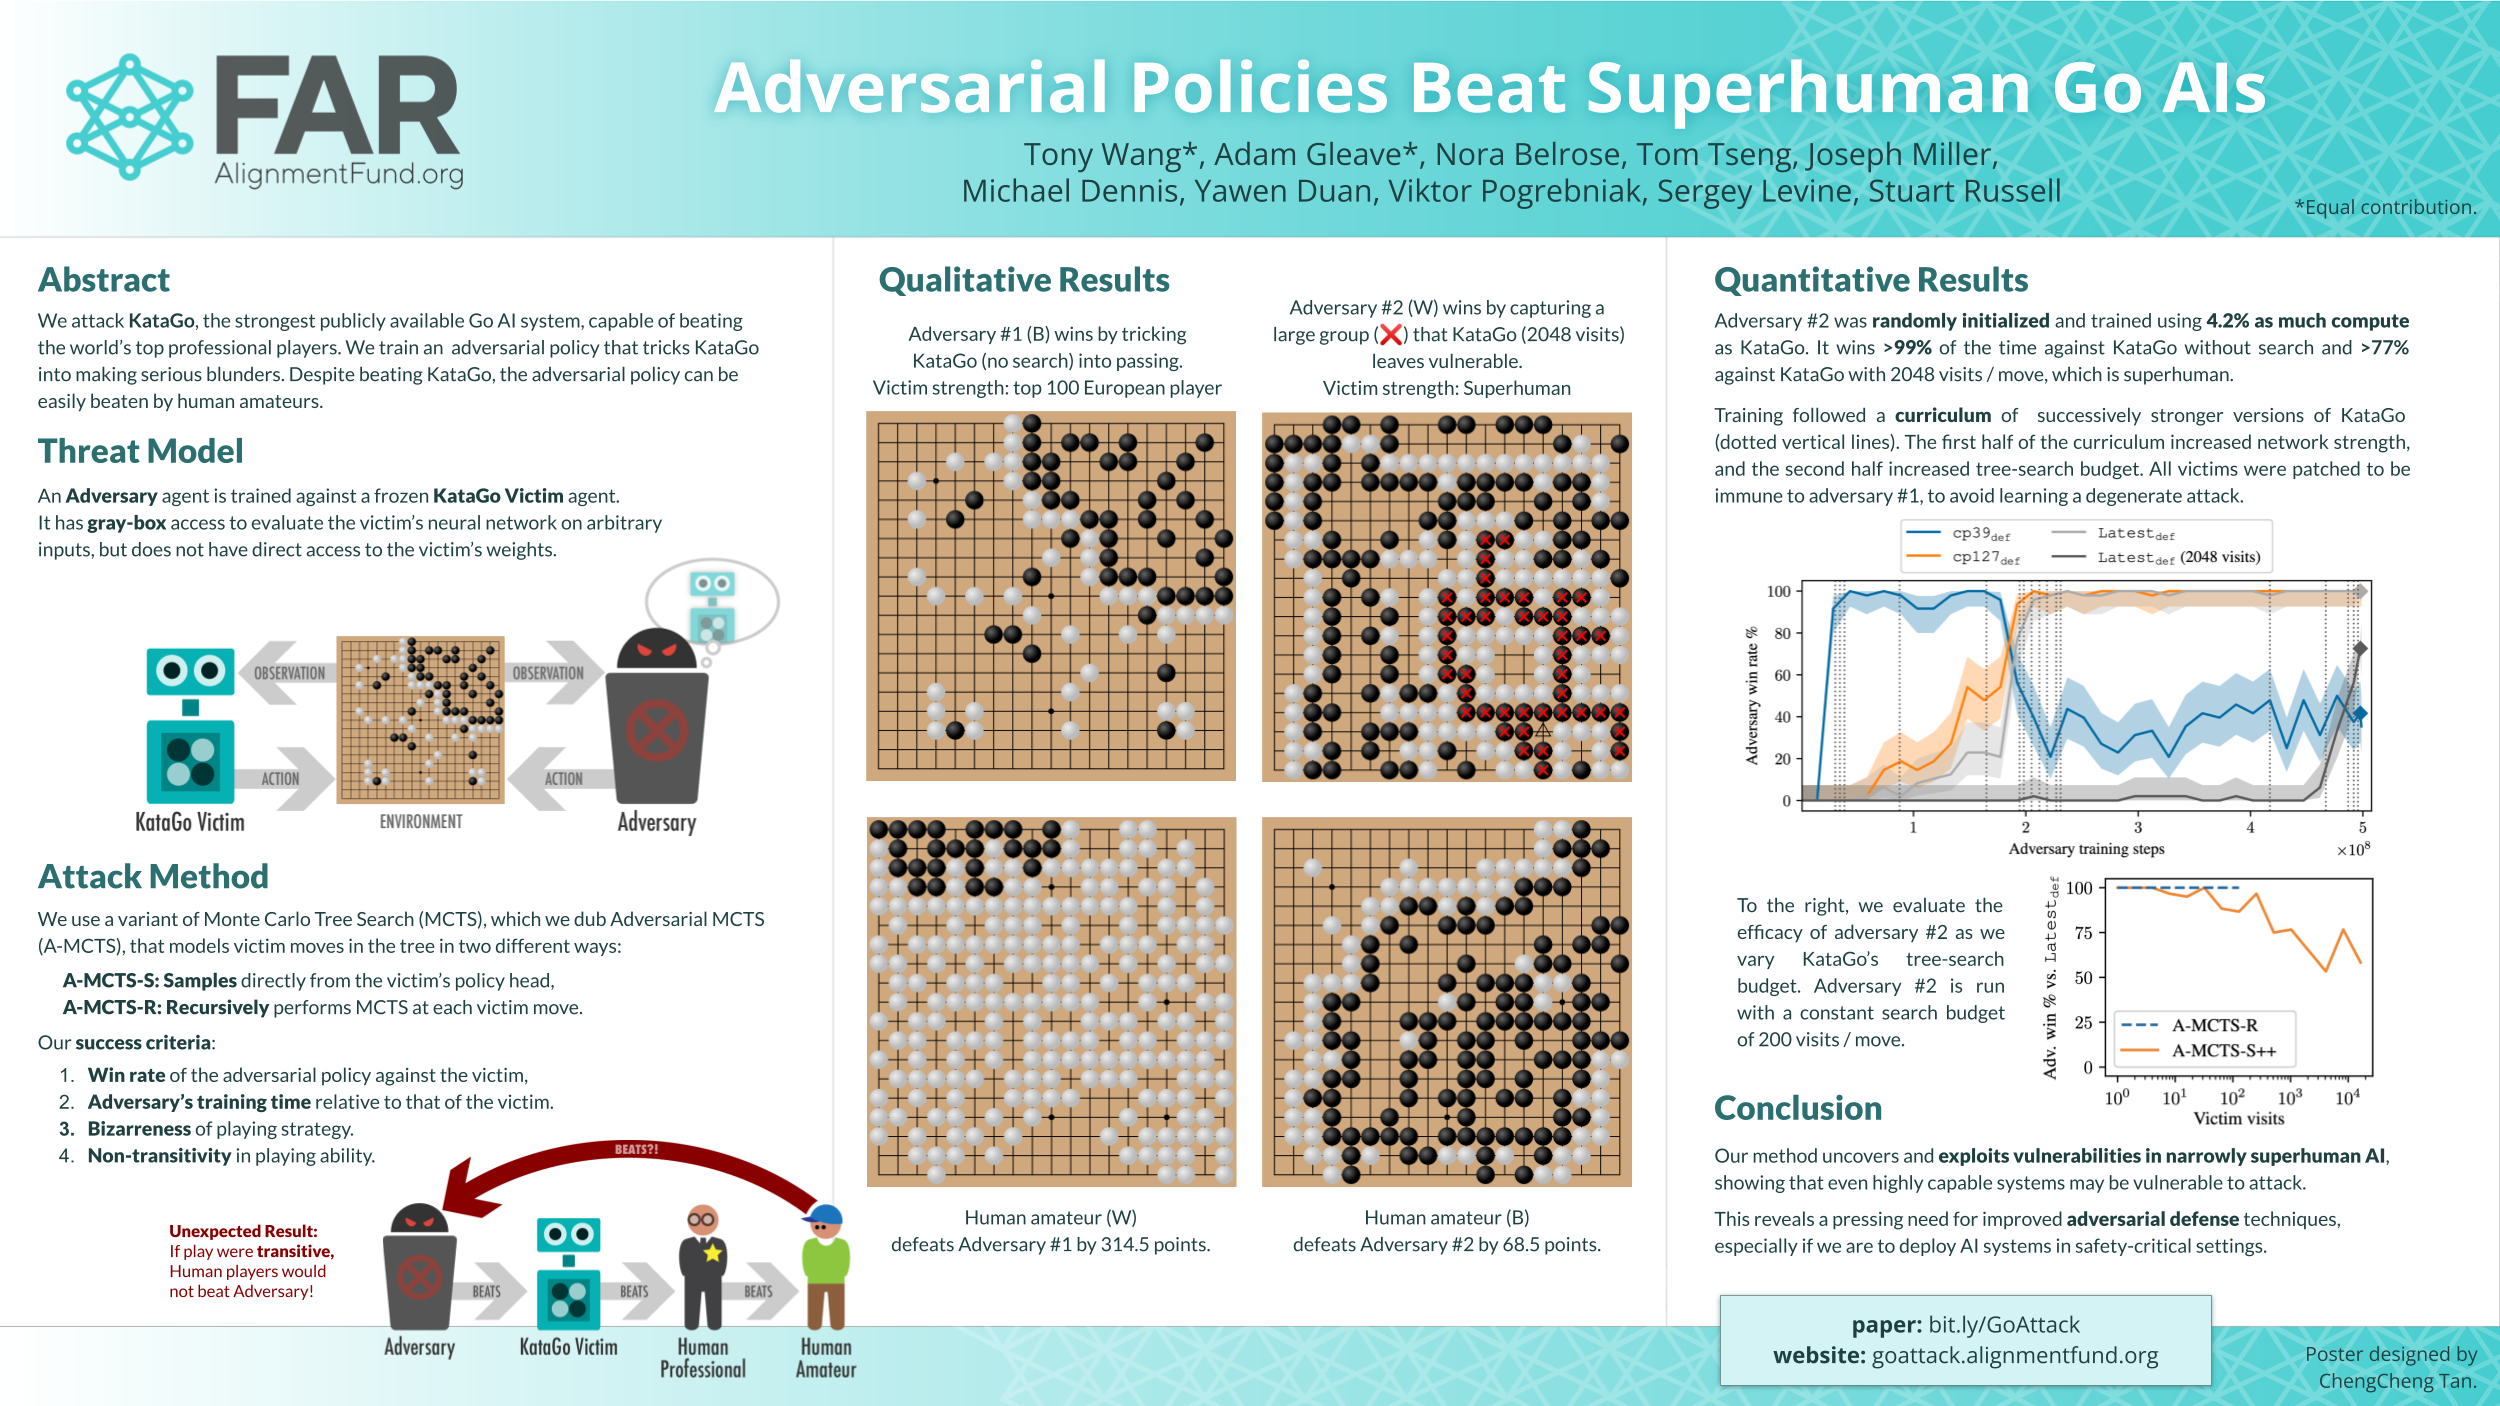 FAR
AlignmentFund.org
Adversarial Policies Beat Superhuman Go AIs
Tony Wang*, Adam Gleave*, Nora Belrose, Tom Tseng, Joseph Miller,
Michael Dennis, Yawen Duan, Viktor Pogrebniak, Sergey Levine, Stuart Russell
*Equal contribution.
Abstract
We attack KataGo, the strongest publicly available Go AI system, capable of beating
the world's top professional players. We train an adversarial policy that tricks KataGo
into making serious blunders. Despite beating KataGo, the adversarial policy can be
easily beaten by human amateurs.
Threat Model
An Adversary agent is trained against a frozen KataGo Victim agent.
It has gray-box access to evaluate the victim's neural network on arbitrary
inputs, but does not have direct access to the victim's weights.
OBSERVATION
OBSERVATION
ACTION
ACTION
KataGo Victim
ENVIRONMENT
Adversary
Attack Method
We use a variant of Monte Carlo Tree Search (MCTS), which we dub Adversarial MCTS
(A-MCTS), that models victim moves in the tree in two different ways:
A-MCTS-S: Samples directly from the victim's policy head,
A-MCTS-R: Recursively performs MCTS at each victim move.
Our success criteria:
1. Win rate of the adversarial policy against the victim,
2. Adversary's training time relative to that of the victim.
3. Bizarreness of playing strategy.
4. Non-transitivity in playing ability.
BEATS?!
Unexpected Result:
If play were transitive,
Human players would
not beat Adversary!
BEATS
BEATS
BEATS
Adversary
KataGo Victim
Human
Professional
Human
Amateur
Qualitative Results
Adversary #1 (B) wins by tricking
KataGo (no search) into passing.
Victim strength: top 100 European player
Adversary #2 (W) wins by capturing a
large group (❌) that KataGo (2048 visits)
leaves vulnerable.
Victim strength: Superhuman
Human amateur (W)
defeats Adversary #1 by 314.5 points.
Human amateur (B)
defeats Adversary #2 by 68.5 points.
Quantitative Results
Adversary #2 was randomly initialized and trained using 4.2% as much compute
as KataGo. It wins >99% of the time against KataGo without search and >77%
against KataGo with 2048 visits / move, which is superhuman.
Training followed a curriculum of successively stronger versions of KataGo
(dotted vertical lines). The first half of the curriculum increased network strength,
and the second half increased tree-search budget. All victims were patched to be
immune to adversary #1, to avoid learning a degenerate attack.
cp39def
Latestdef
cp127def
Latestdef (2048 visits)
Adversary win rate %
100
80
60
40
20
0
1 2 3 4 5
Adversary training steps
×10⁸
To the right, we evaluate the
efficacy of adversary #2 as we
vary KataGo's tree-search
budget. Adversary #2 is run
with a constant search budget
of 200 visits / move.
Adv. win % vs. Latestdef
100
75
50
25
0
A-MCTS-R
A-MCTS-S++
10⁰ 10¹ 10² 10³ 10⁴
Victim visits
Conclusion
Our method uncovers and exploits vulnerabilities in narrowly superhuman AI,
showing that even highly capable systems may be vulnerable to attack.
This reveals a pressing need for improved adversarial defense techniques,
especially if we are to deploy AI systems in safety-critical settings.
paper: bit.ly/GoAttack
website: goattack.alignmentfund.org
Poster designed by
ChengCheng Tan.